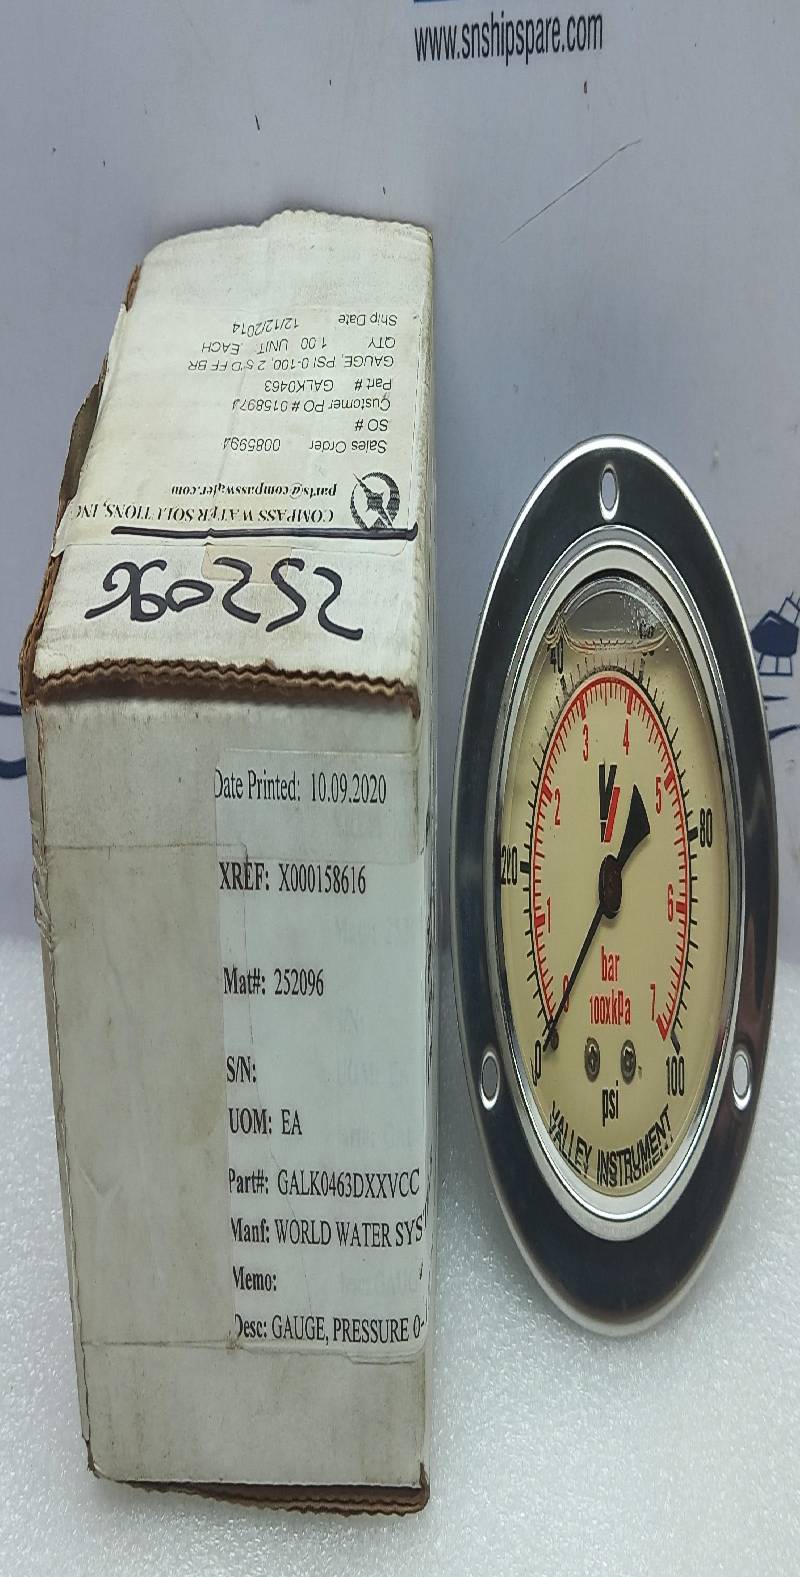 www.snshipspare.com
COMPASS WATER SOLUTIONS, INC
parts@compasswater.com
Sales Order 0085994
SO #
Customer PO # 0158974
Part # GALK0463
GAUGE, PSI 0-100, 2.5"D FF BR
QTY 1.00 UNIT EACH
Ship Date 12/12/2014
252096
Date Printed: 10.09.2020
XREF: X000158616
Mat#: 252096
S/N:
UOM: EA
Part#: GALK0463DXXVCC
Manf: WORLD WATER SYS
Memo:
Desc: GAUGE, PRESSURE 0-
40 60
3 4
2 5
20 80
1 6
0 7
bar
100xkPa
0 100
psi
VALLEY INSTRUMENT